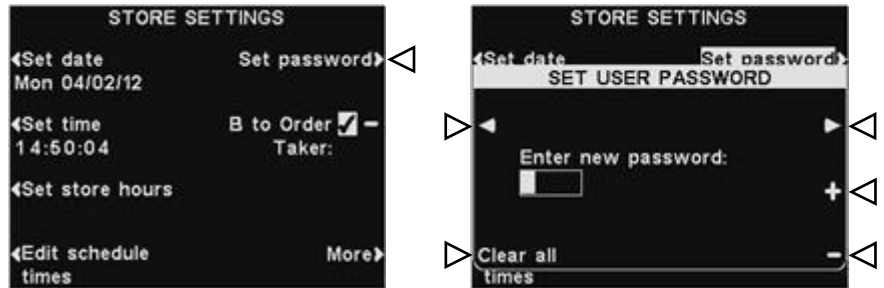 STORE SETTINGS
Set date Set password
Mon 04/02/12
Set time B to Order
14:50:04 Taker:
Set store hours
Edit schedule More
times
STORE SETTINGS
Set date Set password
SET USER PASSWORD
Enter new password:
+
Clear all -
times